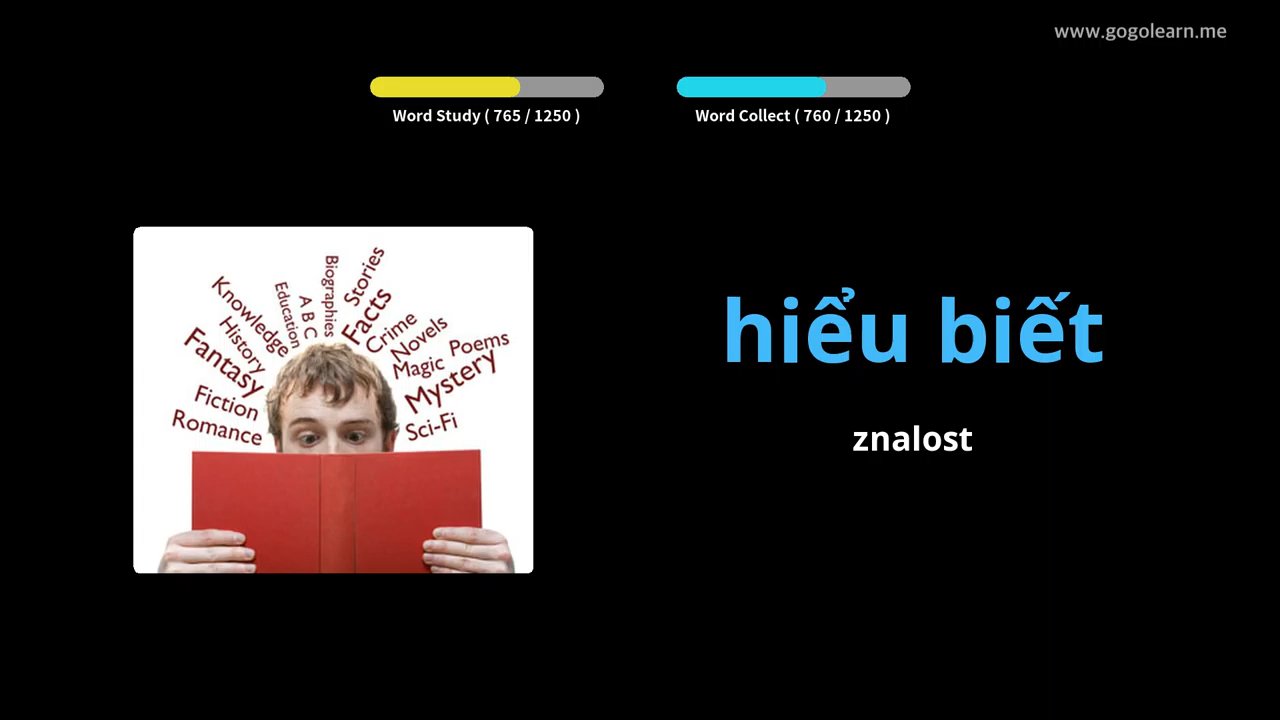 www.gogolearn.me
Word Study ( 765 / 1250 )
Word Collect ( 760 / 1250 )
Knowledge
History
Fantasy
Fiction
Romance
Education
A B C
Biographies
Stories
Facts
Crime
Novels
Magic
Poems
Mystery
Sci-Fi
hiểu biết
znalost